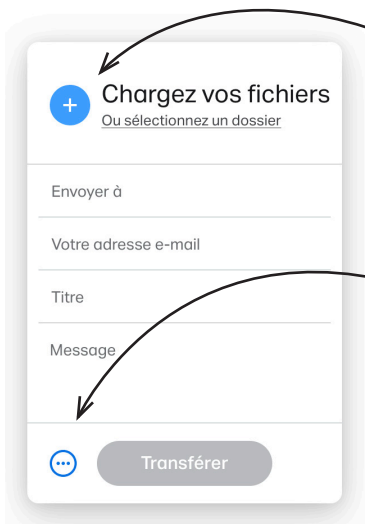 Chargez vos fichiers
Ou sélectionnez un dossier
Envoyer à
Votre adresse e-mail
Titre
Message
Transférer